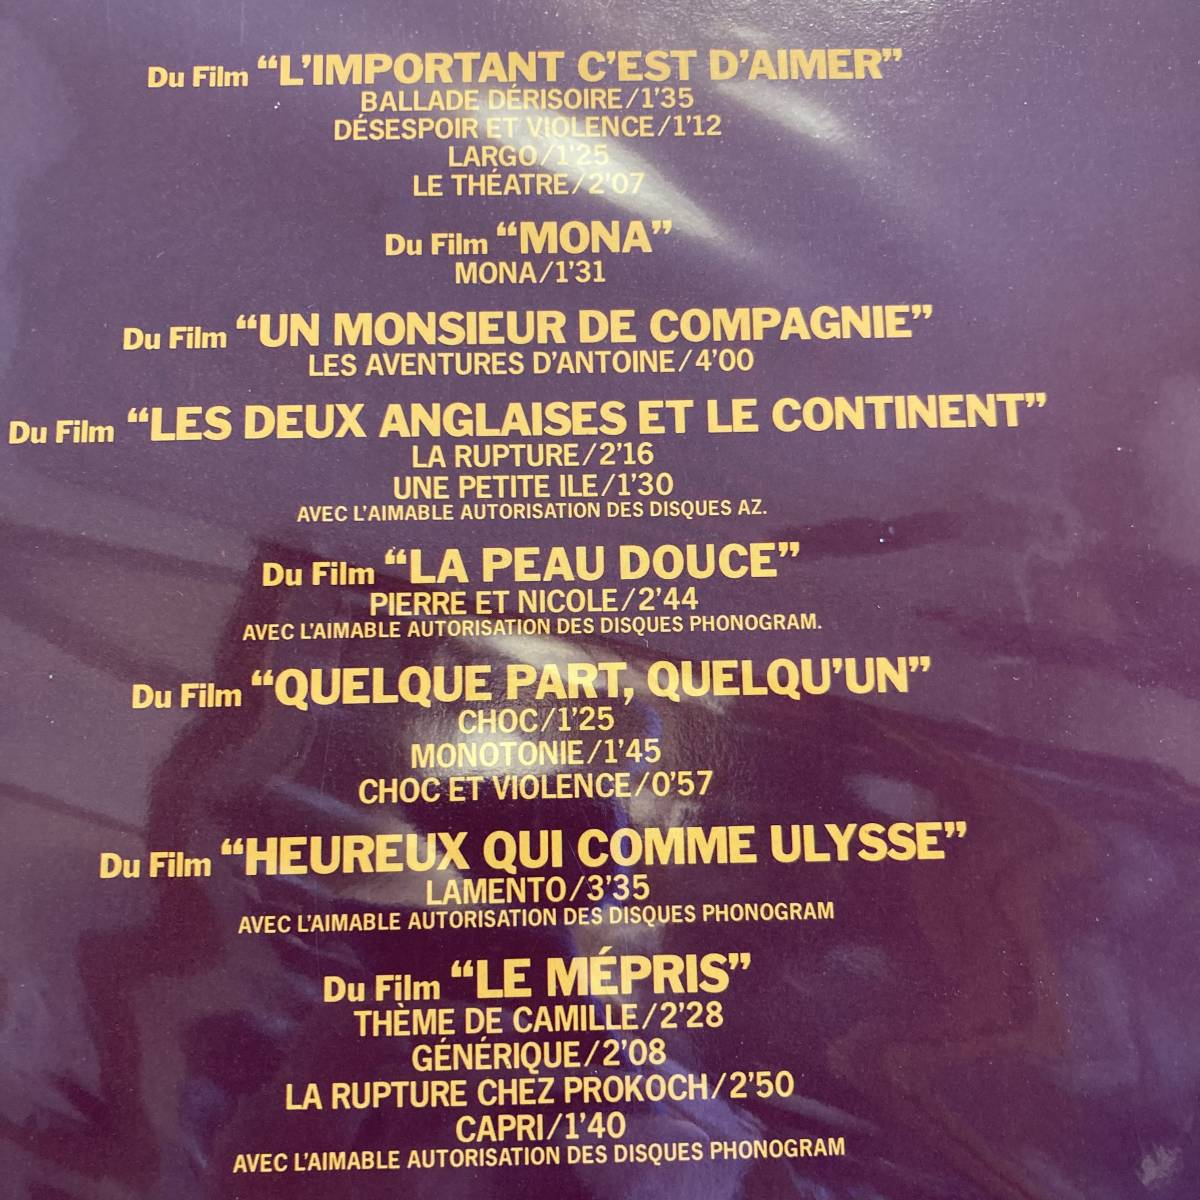 Du Film “L’IMPORTANT C’EST D’AIMER”
BALLADE DÉRISOIRE/1’35
DÉSESPOIR ET VIOLENCE/1’12
LARGO/1’25
LE THÉATRE/2’07
Du Film “MONA”
MONA/1’31
Du Film “UN MONSIEUR DE COMPAGNIE”
LES AVENTURES D’ANTOINE/4’00
Du Film “LES DEUX ANGLAISES ET LE CONTINENT”
LA RUPTURE/2’16
UNE PETITE ILE/1’30
AVEC L’AIMABLE AUTORISATION DES DISQUES AZ.
Du Film “LA PEAU DOUCE”
PIERRE ET NICOLE/2’44
AVEC L’AIMABLE AUTORISATION DES DISQUES PHONOGRAM.
Du Film “QUELQUE PART, QUELQU’UN”
CHOC/1’25
MONOTONIE/1’45
CHOC ET VIOLENCE/0’57
Du Film “HEUREUX QUI COMME ULYSSE”
LAMENTO/3’35
AVEC L’AIMABLE AUTORISATION DES DISQUES PHONOGRAM
Du Film “LE MÉPRIS”
THÈME DE CAMILLE/2’28
GÉNÉRIQUE/2’08
LA RUPTURE CHEZ PROKOCH/2’50
CAPRI/1’40
AVEC L’AIMABLE AUTORISATION DES DISQUES PHONOGRAM